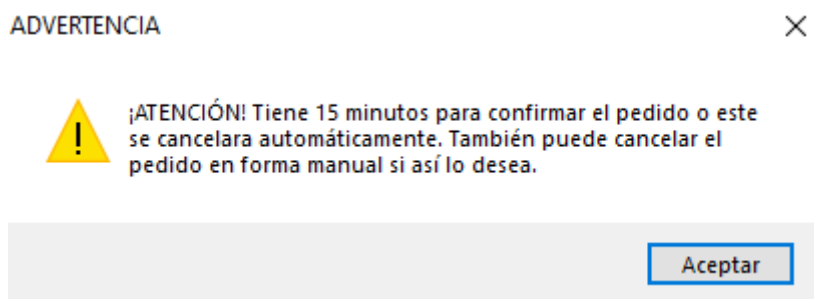 ADVERTENCIA
¡ATENCIÓN! Tiene 15 minutos para confirmar el pedido o este
se cancelara automáticamente. También puede cancelar el
pedido en forma manual si así lo desea.
Aceptar